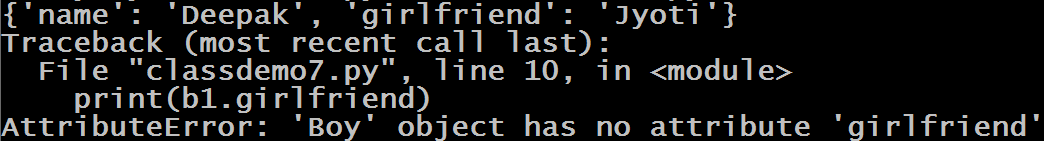 {'name': 'Deepak', 'girlfriend': 'Jyoti'}
Traceback (most recent call last):
  File "classdemo7.py", line 10, in <module>
    print(b1.girlfriend)
AttributeError: 'Boy' object has no attribute 'girlfriend'